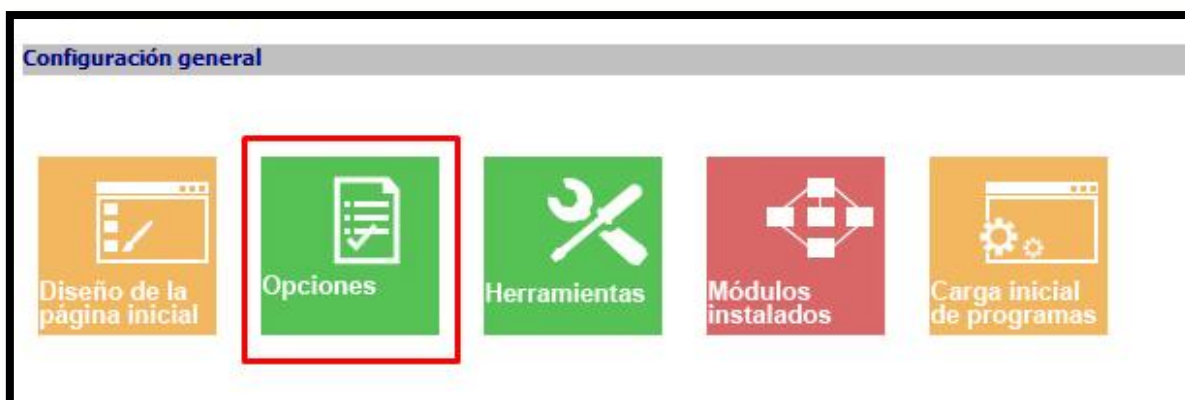 Configuración general
Diseño de la
página inicial
Opciones
Herramientas
Módulos
instalados
Carga inicial
de programas